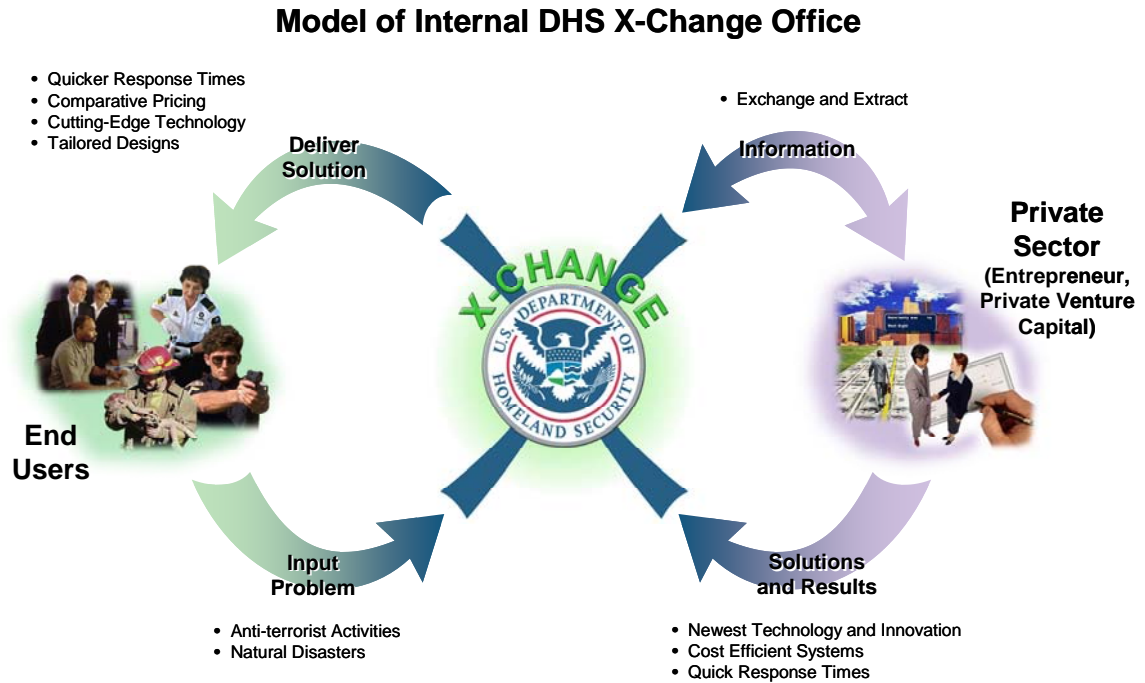 Model of Internal DHS X-Change Office
• Quicker Response Times
• Comparative Pricing
• Cutting-Edge Technology
• Tailored Designs
• Exchange and Extract
Deliver
Solution
Information
Private
Sector
(Entrepreneur,
Private Venture
Capital)
X-CHANGE
U.S. DEPARTMENT OF
HOMELAND SECURITY
End
Users
Input
Problem
Solutions
and Results
• Anti-terrorist Activities
• Natural Disasters
• Newest Technology and Innovation
• Cost Efficient Systems
• Quick Response Times